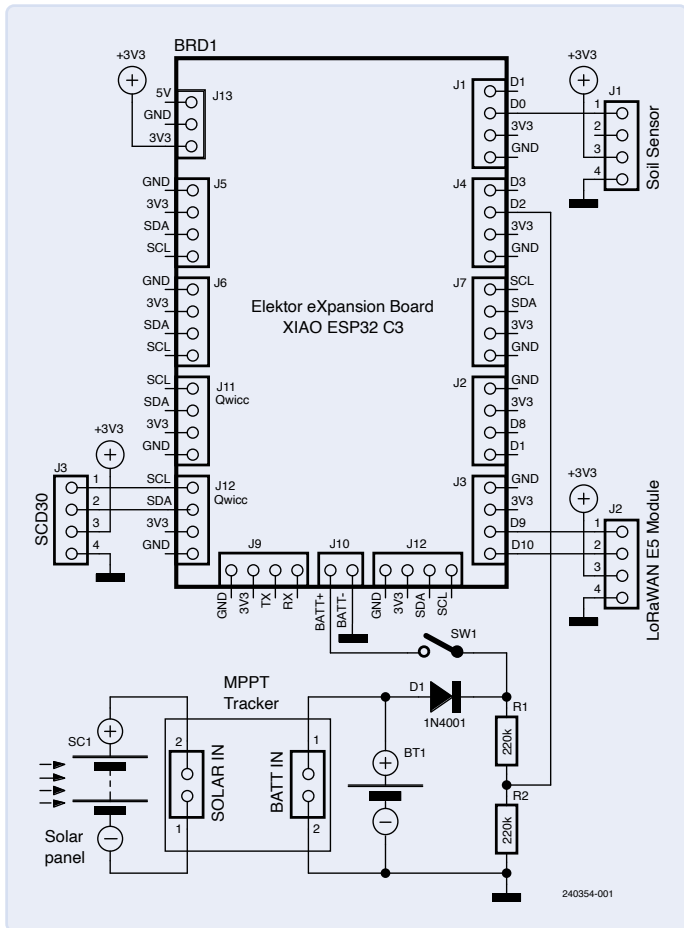 BRD1
+3V3
5V
GND
3V3
J13
GND
3V3
SDA
SCL
J5
GND
3V3
SDA
SCL
J6
SCL
SDA
3V3
GND
J11
Qwicc
+3V3
J3
SCD30
1
2
3
4
SCL
SDA
3V3
GND
J12
Qwicc
Elektor eXpansion Board
XIAO ESP32 C3
J1
D1
D0
3V3
GND
+3V3
J1
1
2
3
4
Soil Sensor
J4
D3
D2
3V3
GND
J7
SCL
SDA
3V3
GND
J2
GND
3V3
D8
D1
J3
GND
3V3
D9
D10
+3V3
J2
1
2
3
4
LoRaWAN E5 Module
J9
GND
3V3
TX
RX
J10
BATT+
BATT-
J12
GND
3V3
SDA
SCL
SW1
MPPT
Tracker
D1
1N4001
R1
220k
R2
220k
SC1
Solar
panel
2
SOLAR IN
1
1
BATT IN
2
BT1
240354-001